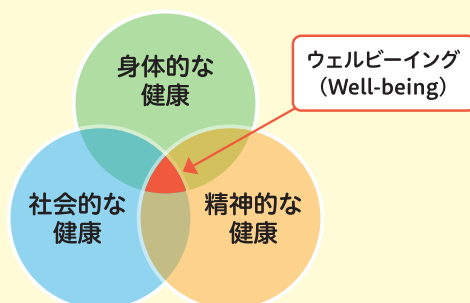 身体的な
健康
ウェルビーイング
（Well-being）
社会的な
健康
精神的な
健康